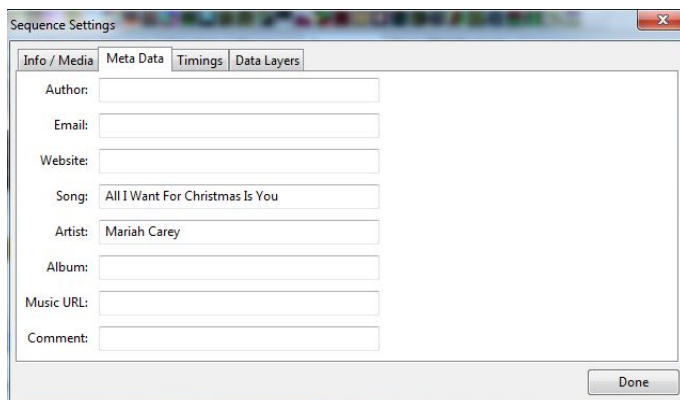 Sequence Settings
Info / Media Meta Data Timings Data Layers
Author:
Email:
Website:
Song: All I Want For Christmas Is You
Artist: Mariah Carey
Album:
Music URL:
Comment:
Done